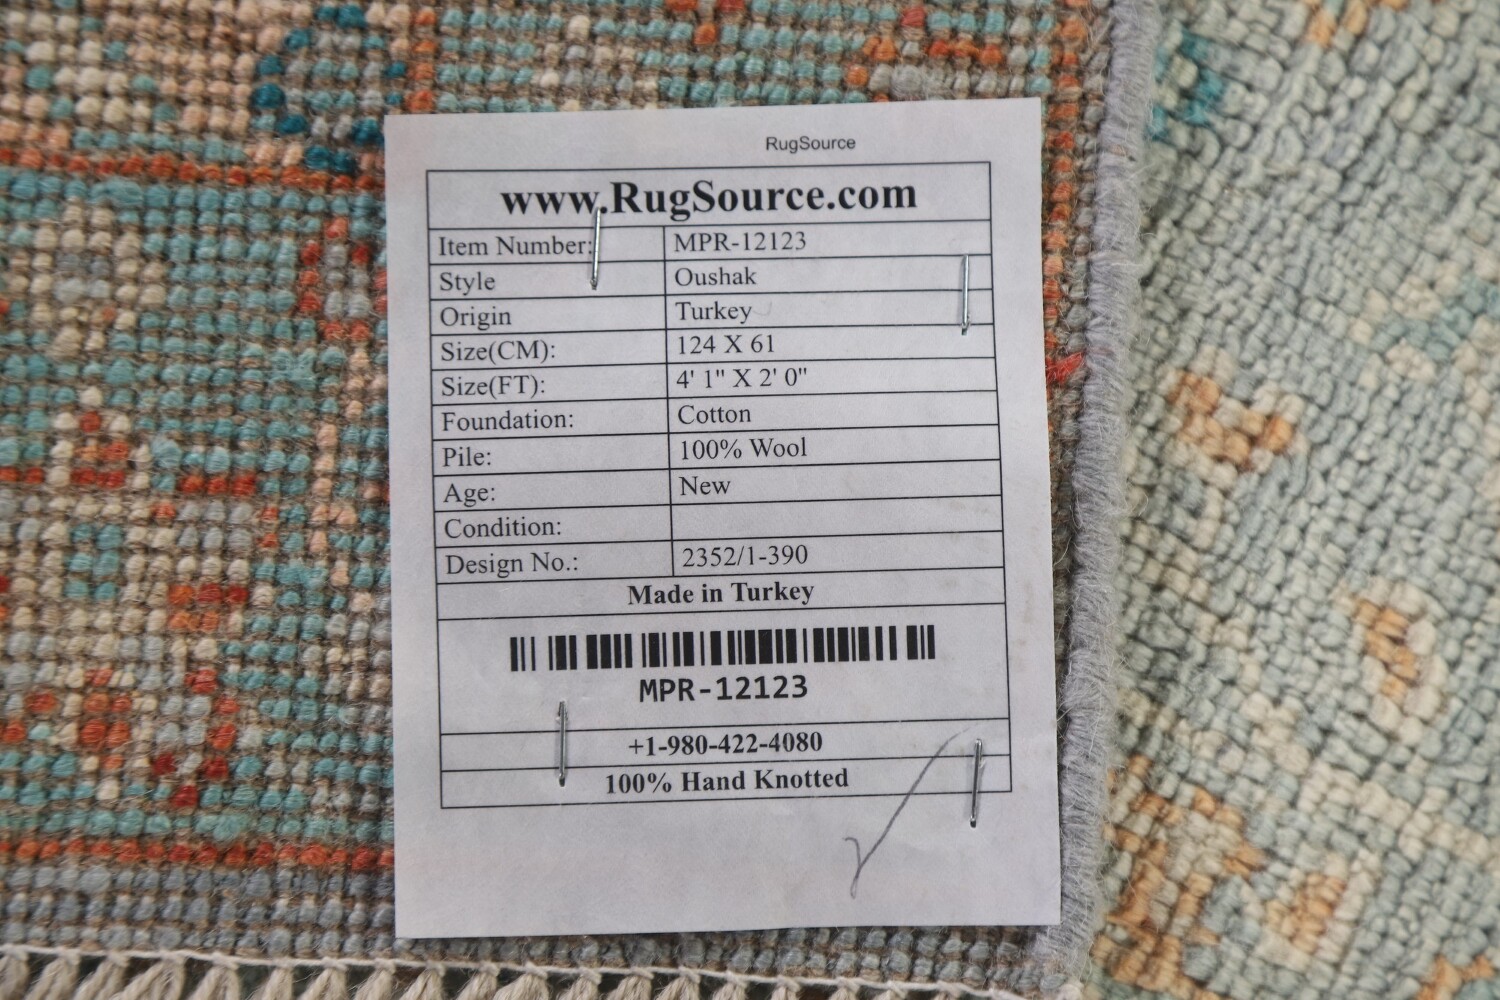 RugSource
www.RugSource.com
Item Number: MPR-12123
Style Oushak
Origin Turkey
Size(CM): 124 X 61
Size(FT): 4' 1" X 2' 0"
Foundation: Cotton
Pile: 100% Wool
Age: New
Condition:
Design No.: 2352/1-390
Made in Turkey
MPR-12123
+1-980-422-4080
100% Hand Knotted